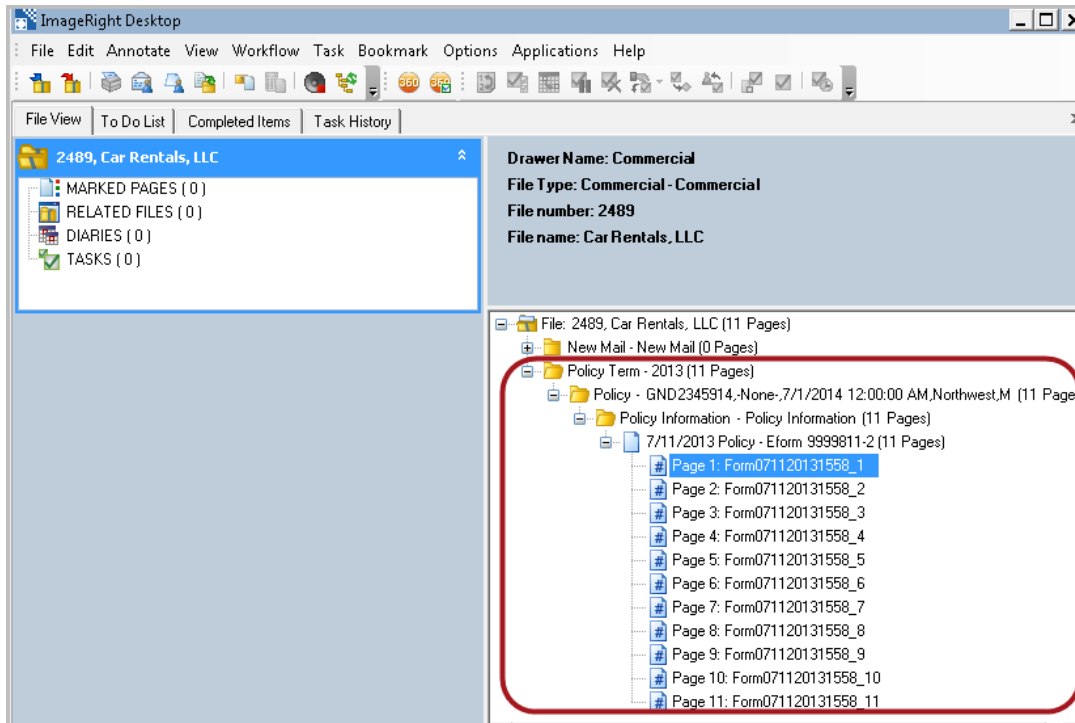 ImageRight Desktop
File Edit Annotate View Workflow Task Bookmark Options Applications Help
360 360
File View To Do List Completed Items Task History
2489, Car Rentals, LLC
MARKED PAGES ( 0 )
RELATED FILES ( 0 )
DIARIES ( 0 )
TASKS ( 0 )
Drawer Name: Commercial
File Type: Commercial - Commercial
File number: 2489
File name: Car Rentals, LLC
File: 2489, Car Rentals, LLC (11 Pages)
New Mail - New Mail (0 Pages)
Policy Term - 2013 (11 Pages)
Policy - GND2345914,-None-,7/1/2014 12:00:00 AM,Northwest,M (11 Page
Policy Information - Policy Information (11 Pages)
7/11/2013 Policy - Eform 9999811-2 (11 Pages)
Page 1: Form071120131558_1
Page 2: Form071120131558_2
Page 3: Form071120131558_3
Page 4: Form071120131558_4
Page 5: Form071120131558_5
Page 6: Form071120131558_6
Page 7: Form071120131558_7
Page 8: Form071120131558_8
Page 9: Form071120131558_9
Page 10: Form071120131558_10
Page 11: Form071120131558_11